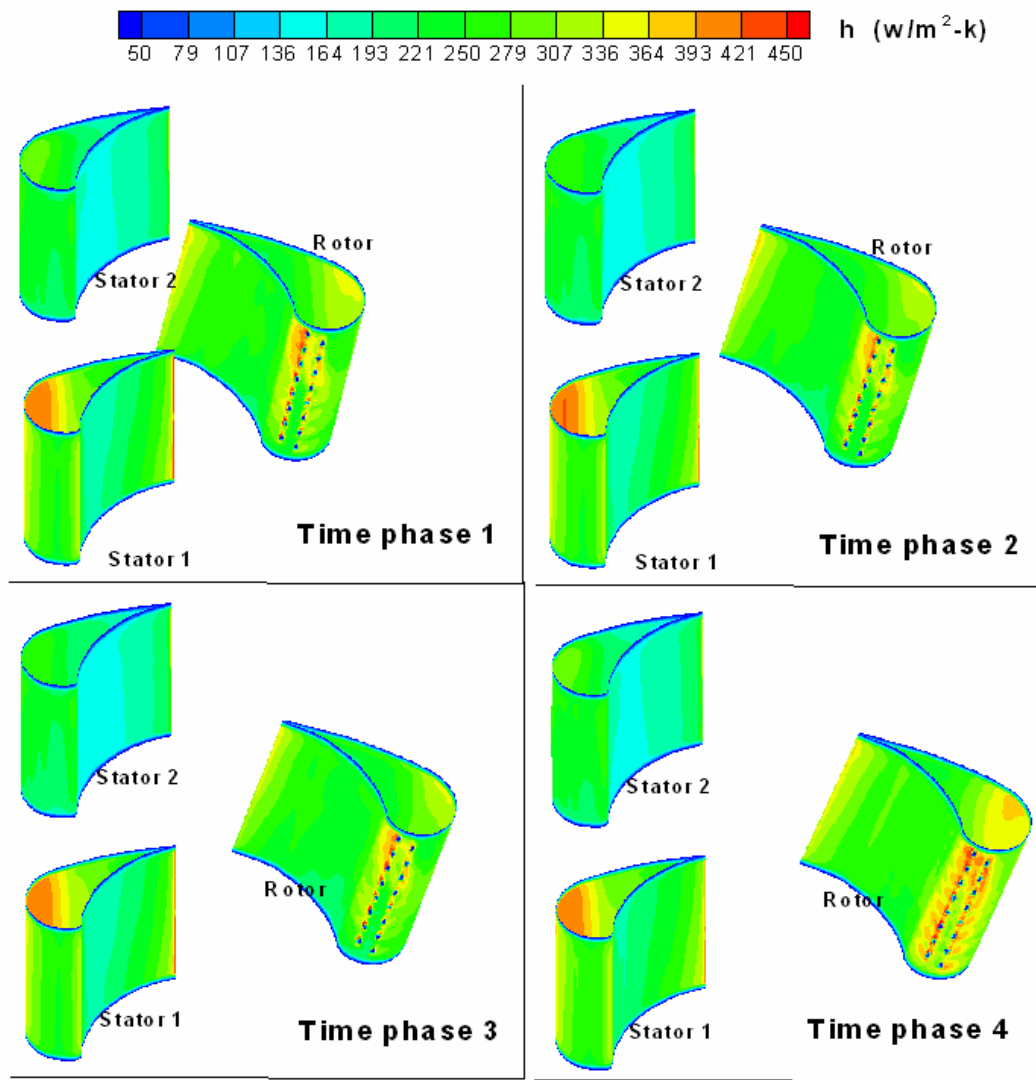 h (w/m²-k)
50 79 107 136 164 193 221 250 279 307 336 364 393 421 450
Rotor
Stator 2
Time phase 1
Stator 1
Rotor
Stator 2
Time phase 2
Stator 1
Stator 2
Rotor
Stator 1
Time phase 3
Stator 2
Rotor
Stator 1
Time phase 4